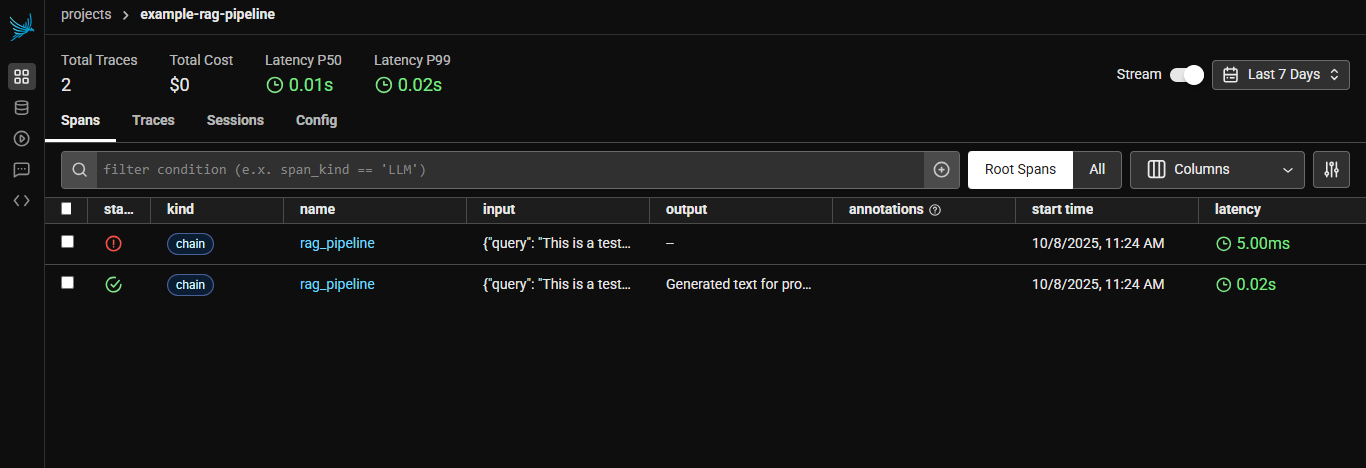 projects > example-rag-pipeline
Total Traces Total Cost Latency P50 Latency P99
2 $0 0.01s 0.02s
Stream Last 7 Days
Spans Traces Sessions Config
filter condition (e.x. span_kind == 'LLM') Root Spans All Columns
sta... kind name input output annotations start time latency
chain rag_pipeline {"query": "This is a test... -- 10/8/2025, 11:24 AM 5.00ms
chain rag_pipeline {"query": "This is a test... Generated text for pro... 10/8/2025, 11:24 AM 0.02s